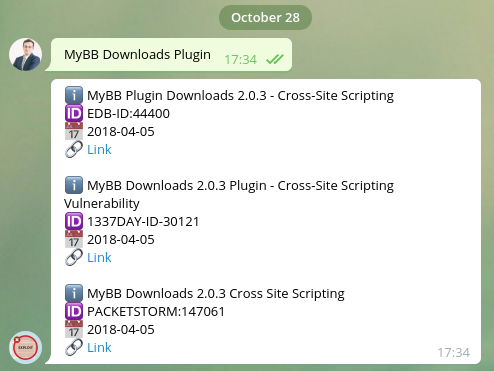 October 28
MyBB Downloads Plugin
17:34
MyBB Plugin Downloads 2.0.3 - Cross-Site Scripting
ID EDB-ID:44400
17 2018-04-05
Link
MyBB Downloads 2.0.3 Plugin - Cross-Site Scripting
Vulnerability
ID 1337DAY-ID-30121
17 2018-04-05
Link
MyBB Downloads 2.0.3 Cross Site Scripting
ID PACKETSTORM:147061
17 2018-04-05
Link
17:34